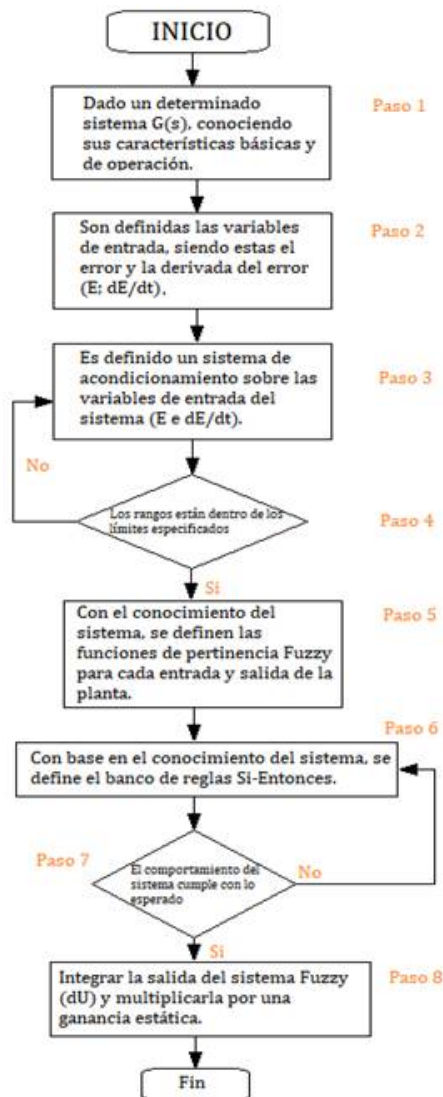 INICIO
Dado un determinado
Paso 1
sistema G(s), conociendo
sus características básicas y
de operación.
Son definidas las variables
Paso 2
de entrada, siendo estas el
error y la derivada del error
(E; dE/dt).
Es definido un sistema de
acondicionamiento sobre las
Paso 3
variables de entrada del
sistema (E e dE/dt).
No
Los rangos están dentro de los
límites especificados
Paso 4
Si
Con el conocimiento del
Paso 5
sistema, se definen las
funciones de pertinencia Fuzzy
para cada entrada y salida de la
planta.
Paso 6
Con base en el conocimiento del sistema, se
define el banco de reglas Si-Entonces.
Paso 7
El comportamiento del
sistema cumple con lo
esperado
No
Si
Integrar la salida del sistema Fuzzy
Paso 8
(dU) y multiplicarla por una
ganancia estática.
Fin